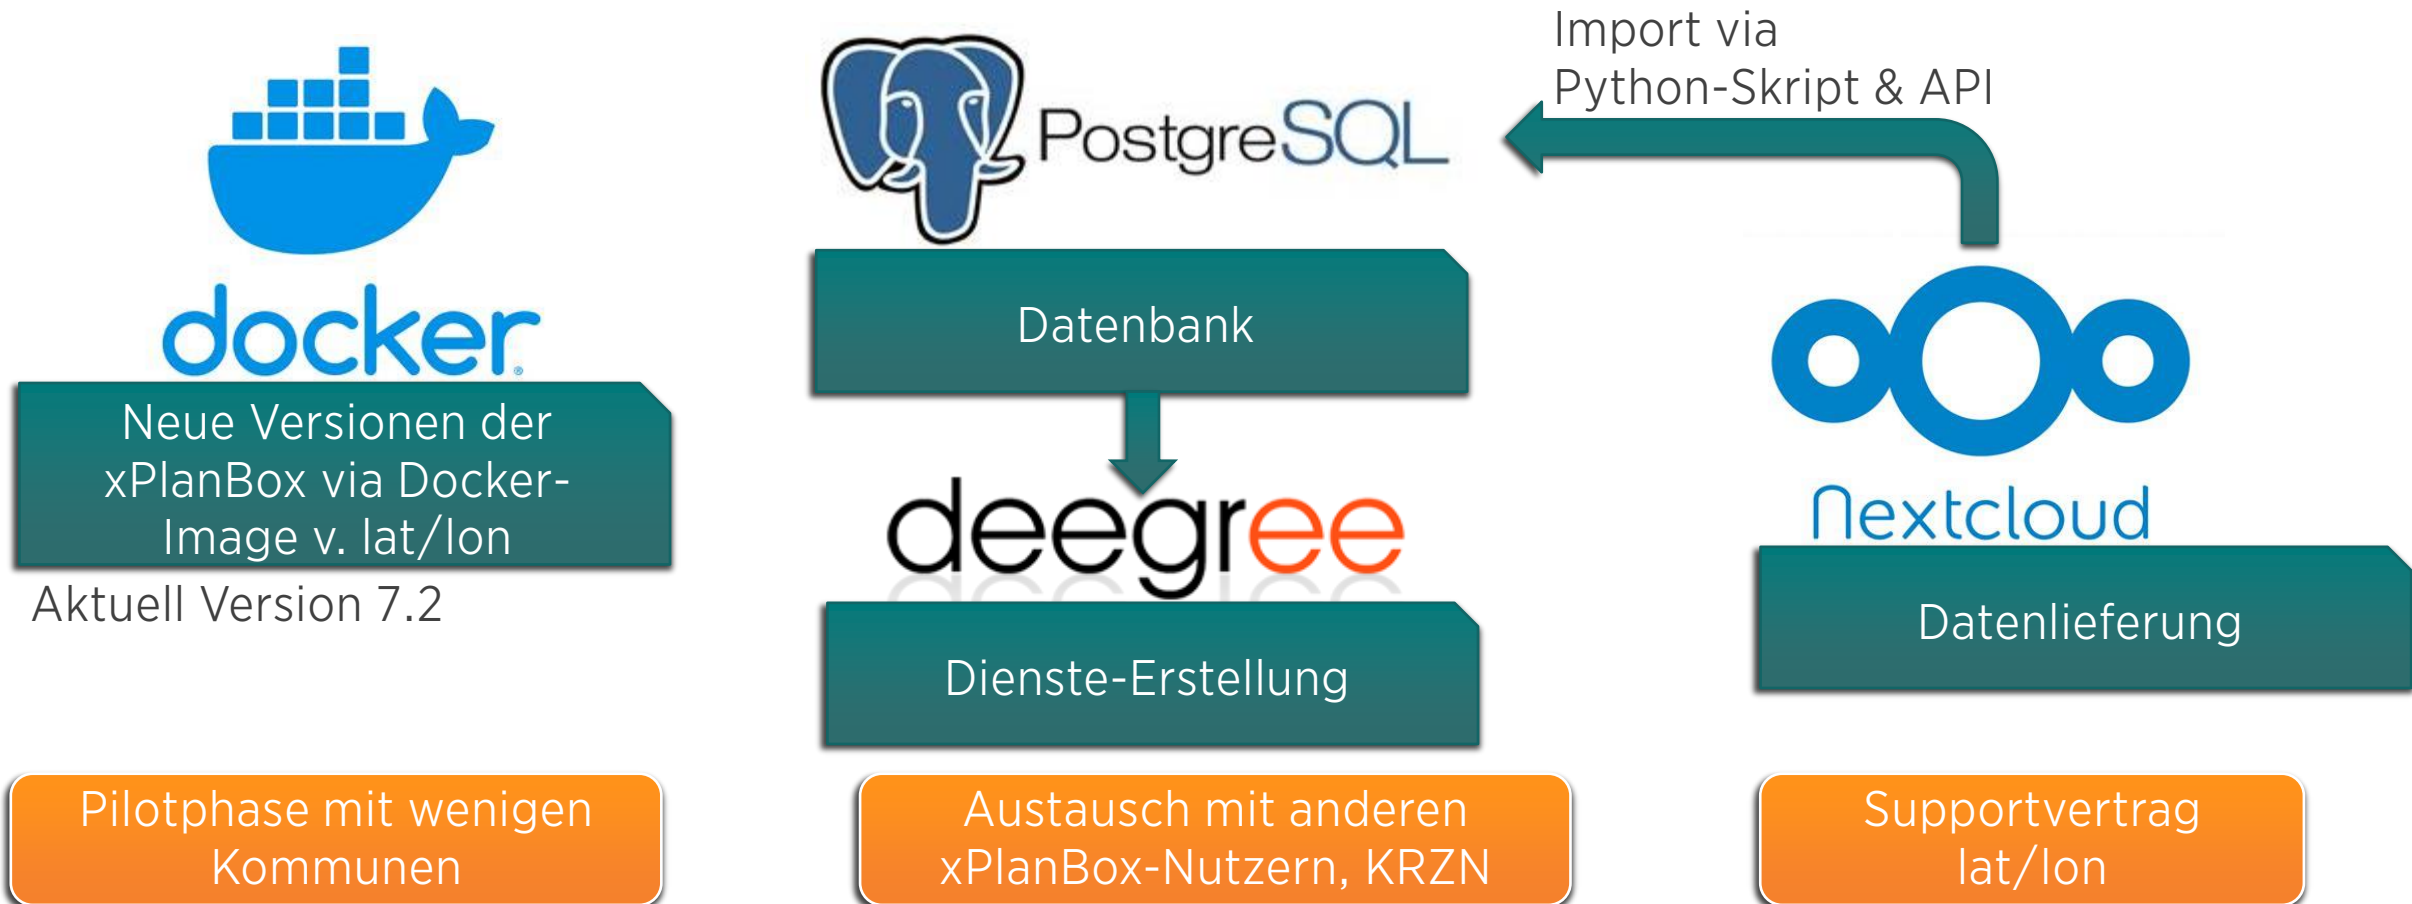 docker
Neue Versionen der
xPlanBox via Docker-
Image v. lat/lon
Aktuell Version 7.2
PostgreSQL
Datenbank
deegree
Dienste-Erstellung
Import via
Python-Skript & API
Nextcloud
Datenlieferung
Pilotphase mit wenigen
Kommunen
Austausch mit anderen
xPlanBox-Nutzern, KRZN
Supportvertrag
lat/lon